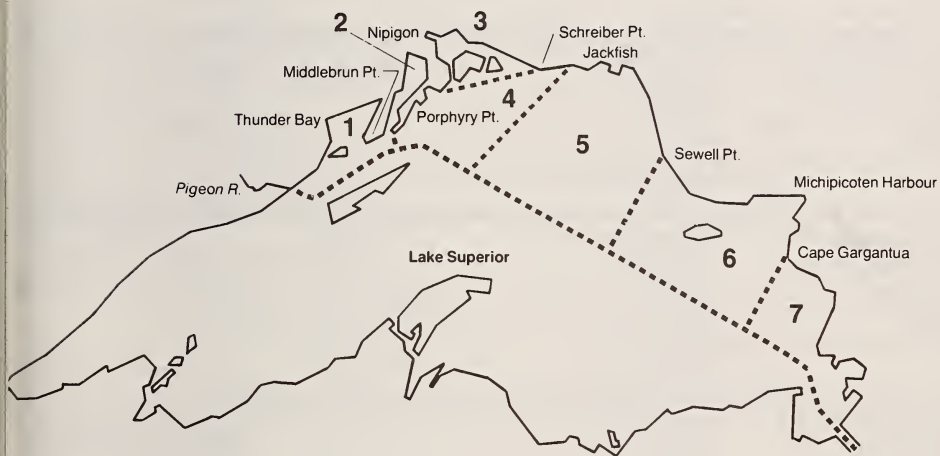 2
Nipigon
3
Schreiber Pt.
Jackfish
Middlebrun Pt.
4
Thunder Bay
1
Porphyry Pt.
5
Sewell Pt.
Pigeon R.
Michipicoten Harbour
Lake Superior
6
Cape Gargantua
7